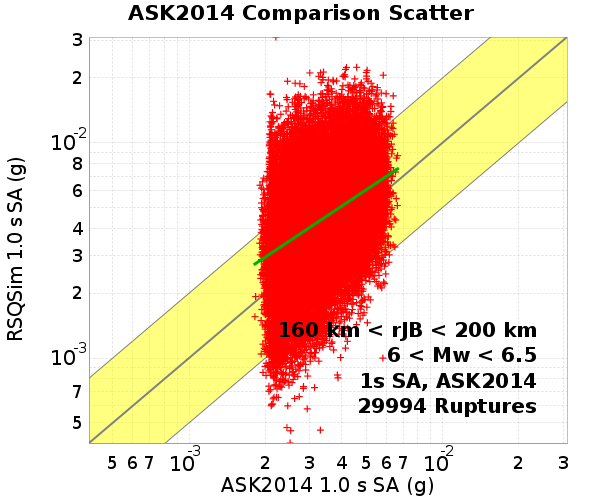 ASK2014 Comparison Scatter
3
2
10-2
8
6
4
3
2
10-3
7
5
RSQSim 1.0 s SA (g)
160 km < rJB < 200 km
6 < Mw < 6.5
1s SA, ASK2014
29994 Ruptures
5 6 7 10-3 2 3 4 5 6 7 10-2 2 3
ASK2014 1.0 s SA (g)